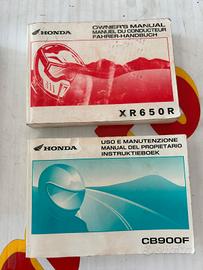 HONDA
OWNER'S MANUAL
MANUEL DU CONDUCTEUR
FAHRER-HANDBUCH
XR650R
HONDA
USO E MANUTENZIONE
MANUAL DEL PROPIETARIO
INSTRUKTIEBOEK
CB900F